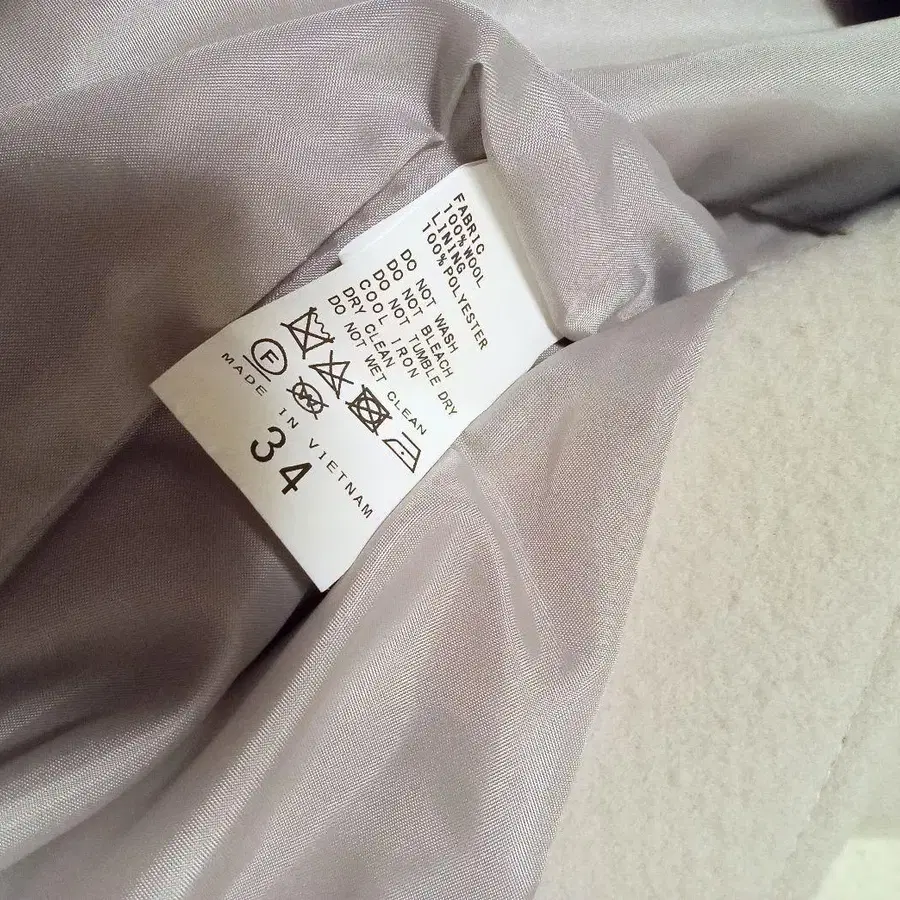 FABRIC
100%WOOL
LINING
100%POLYESTER
DO NOT WASH
DO NOT BLEACH
DO NOT TUMBLE DRY
COOL IRON
DRY CLEAN
DO NOT WET CLEAN
F
W
MADE IN VIETNAM
34